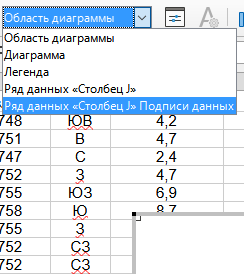 Область диаграммы
Область диаграммы
Диаграмма
Легенда
Ряд данных «Столбец J»
Ряд данных «Столбец J» Подписи данных
748 ЮВ 4,2
751 В 4,7
747 С 2,4
752 З 4,7
755 ЮЗ 6,9
758 Ю 8,7
755 З
752 СЗ
752 СЗ